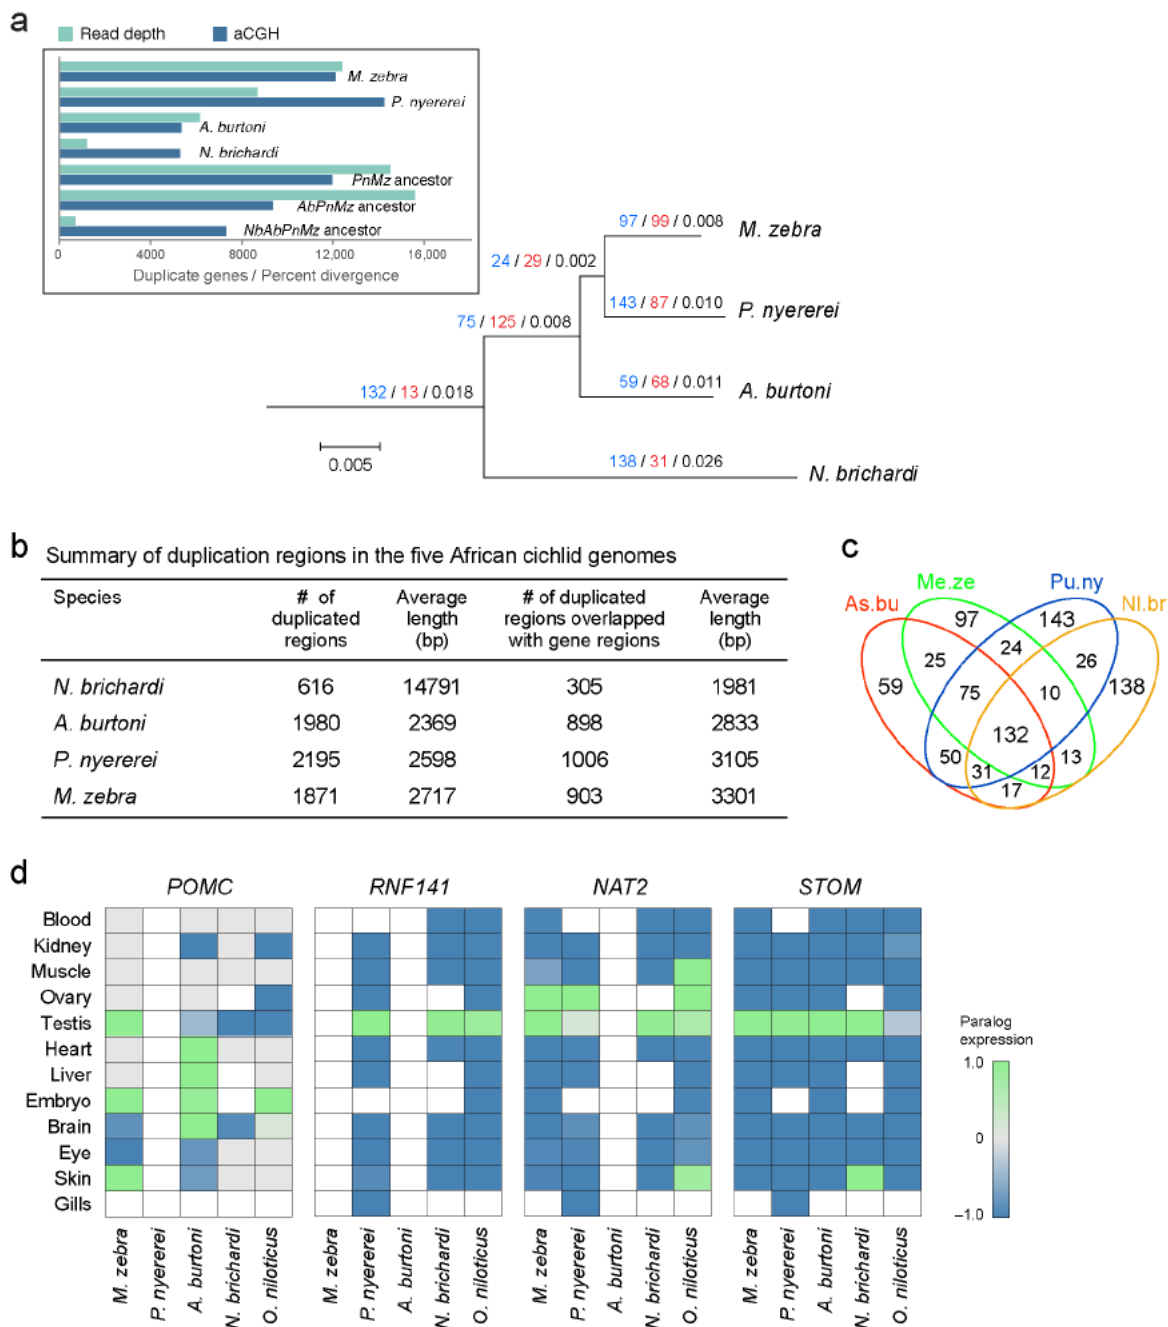 a
Read depth aCGH
M. zebra
P. nyererei
A. burtoni
N. brichardi
PnMz ancestor
AbPnMz ancestor
NbAbPnMz ancestor
0 4000 8000 12,000 16,000
Duplicate genes / Percent divergence
97 / 99 / 0.008
M. zebra
24 / 29 / 0.002
143 / 87 / 0.010
P. nyererei
75 / 125 / 0.008
59 / 68 / 0.011
A. burtoni
132 / 13 / 0.018
138 / 31 / 0.026
N. brichardi
0.005
b
Summary of duplication regions in the five African cichlid genomes
Species # of duplicated regions Average length (bp) # of duplicated regions overlapped with gene regions Average length (bp)
N. brichardi 616 14791 305 1981
A. burtoni 1980 2369 898 2833
P. nyererei 2195 2598 1006 3105
M. zebra 1871 2717 903 3301
c
Me.ze Pu.ny
As.bu Nl.br
97 143
24
25 26
59 75 10 138
132
50 31 12 13
17
d
POMC RNF141 NAT2 STOM
Blood
Kidney
Muscle
Ovary
Testis
Heart
Liver
Embryo
Brain
Eye
Skin
Gills
Paralog
expression
1.0
0
–1.0
M. zebra P. nyererei A. burtoni N. brichardi O. niloticus
M. zebra P. nyererei A. burtoni N. brichardi O. niloticus
M. zebra P. nyererei A. burtoni N. brichardi O. niloticus
M. zebra P. nyererei A. burtoni N. brichardi O. niloticus